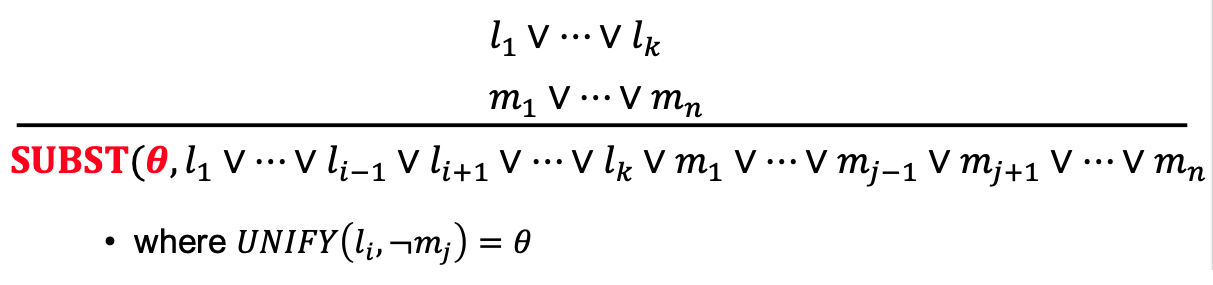 l₁ ∨ ⋯ ∨ lₖ
m₁ ∨ ⋯ ∨ mₙ
SUBST(θ, l₁ ∨ ⋯ ∨ lᵢ₋₁ ∨ lᵢ₊₁ ∨ ⋯ ∨ lₖ ∨ m₁ ∨ ⋯ ∨ mⱼ₋₁ ∨ mⱼ₊₁ ∨ ⋯ ∨ mₙ
• where UNIFY(lᵢ, ¬mⱼ) = θ